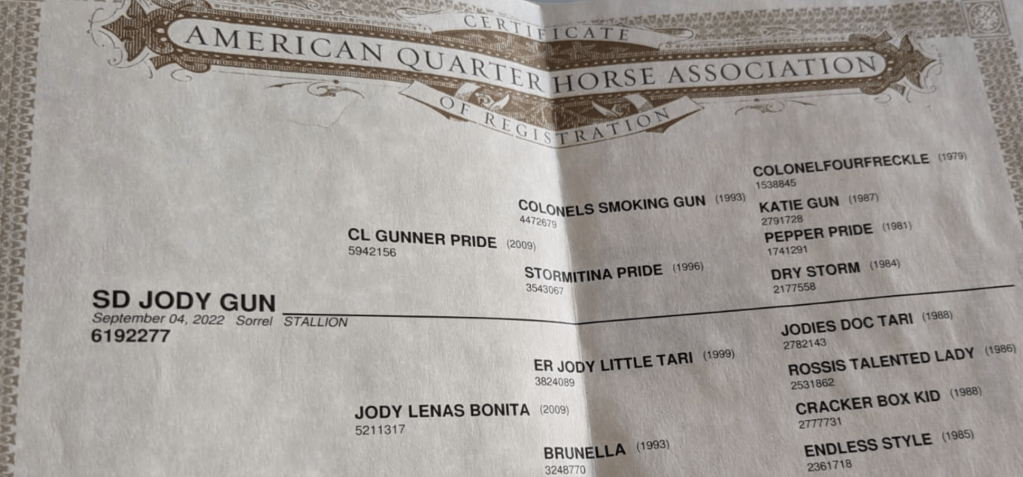 CERTIFICATE
AMERICAN QUARTER HORSE ASSOCIATION
OF REGISTRATION
COLONELFOURFRECKLE (1979)
1538845
COLONELS SMOKING GUN (1993)
4472679
KATIE GUN (1987)
2791728
CL GUNNER PRIDE (2009)
5942156
PEPPER PRIDE (1981)
1741291
STORMITINA PRIDE (1996)
3543067
DRY STORM (1984)
2177558
SD JODY GUN
September 04, 2022 Sorrel STALLION
6192277
JODIES DOC TARI (1988)
2782143
ER JODY LITTLE TARI (1999)
3824089
ROSSIS TALENTED LADY (1986)
2531862
JODY LENAS BONITA (2009)
5211317
CRACKER BOX KID (1988)
2777731
BRUNELLA (1993)
3248770
ENDLESS STYLE (1985)
2361718